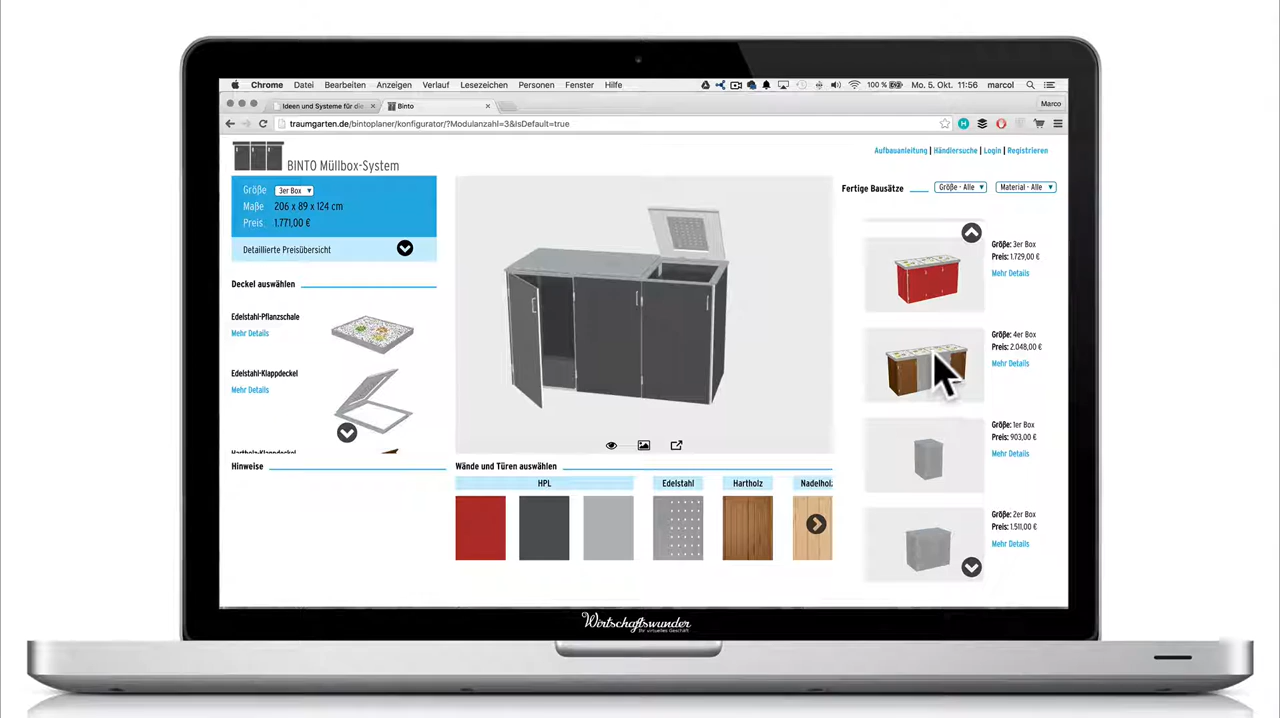 Chrome Datei Bearbeiten Anzeigen Verlauf Lesezeichen Personen Fenster Hilfe 100 % Mo. 5. Okt. 11:56 marcol
Ideen und Systeme für die Binto Marco
traumgarten.de/bintoplaner/konfigurator/?Modulanzahl=3&IsDefault=true
BINTO Müllbox-System
Aufbauanleitung | Händlersuche | Login | Registrieren
Größe 3er Box
Maße 206 x 89 x 124 cm
Preis 1.771,00 €
Detaillierte Preisübersicht
Deckel auswählen
Edelstahl-Pflanzschale
Mehr Details
Edelstahl-Klappdeckel
Mehr Details
Hartholz-Klappdeckel
Hinweise
Wände und Türen auswählen
HPL Edelstahl Hartholz Nadelholz
Fertige Bausätze Größe - Alle Material - Alle
Größe: 3er Box
Preis: 1.729,00 €
Mehr Details
Größe: 4er Box
Preis: 2.048,00 €
Mehr Details
Größe: 1er Box
Preis: 903,00 €
Mehr Details
Größe: 2er Box
Preis: 1.511,00 €
Mehr Details
Wirtschaftswunder
für virtuelles Geschäft